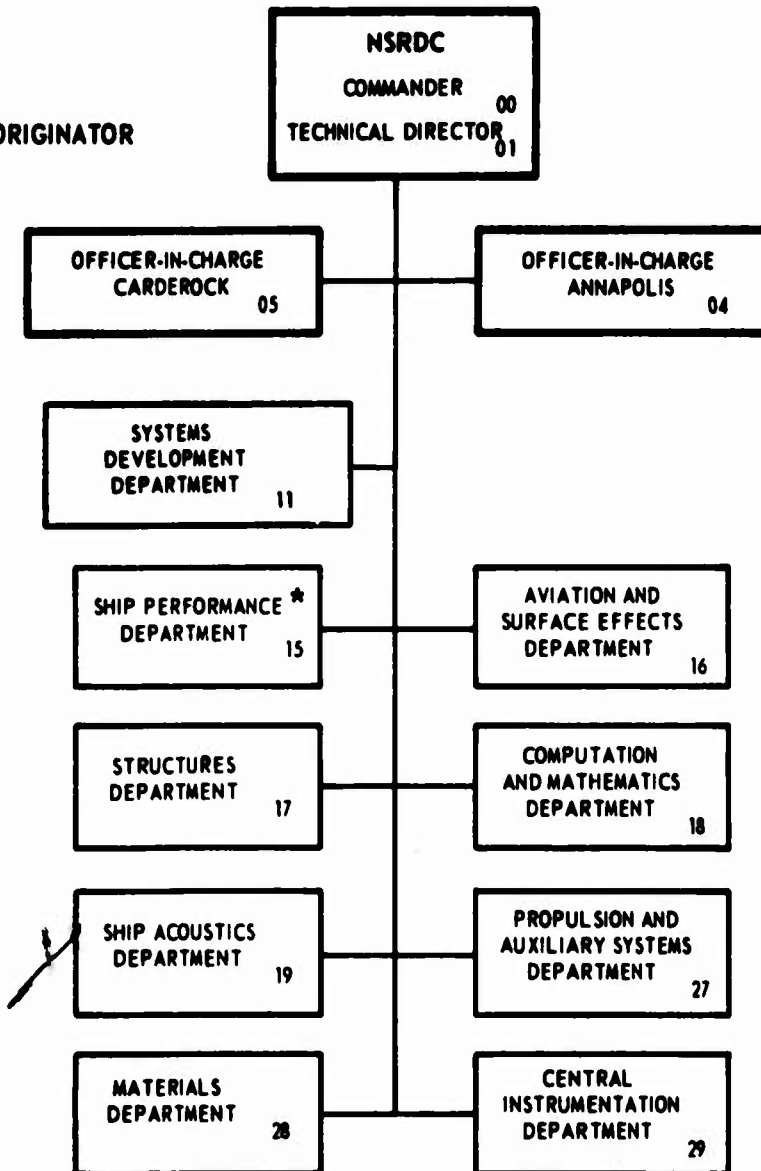 NSRDC
COMMANDER
00
TECHNICAL DIRECTOR
01
ORIGINATOR
OFFICER-IN-CHARGE
CARDEROCK
05
OFFICER-IN-CHARGE
ANNAPOLIS
04
SYSTEMS
DEVELOPMENT
DEPARTMENT
11
SHIP PERFORMANCE *
DEPARTMENT
15
AVIATION AND
SURFACE EFFECTS
DEPARTMENT
16
STRUCTURES
DEPARTMENT
17
COMPUTATION
AND MATHEMATICS
DEPARTMENT
18
SHIP ACOUSTICS
DEPARTMENT
19
PROPULSION AND
AUXILIARY SYSTEMS
DEPARTMENT
27
MATERIALS
DEPARTMENT
28
CENTRAL
INSTRUMENTATION
DEPARTMENT
29